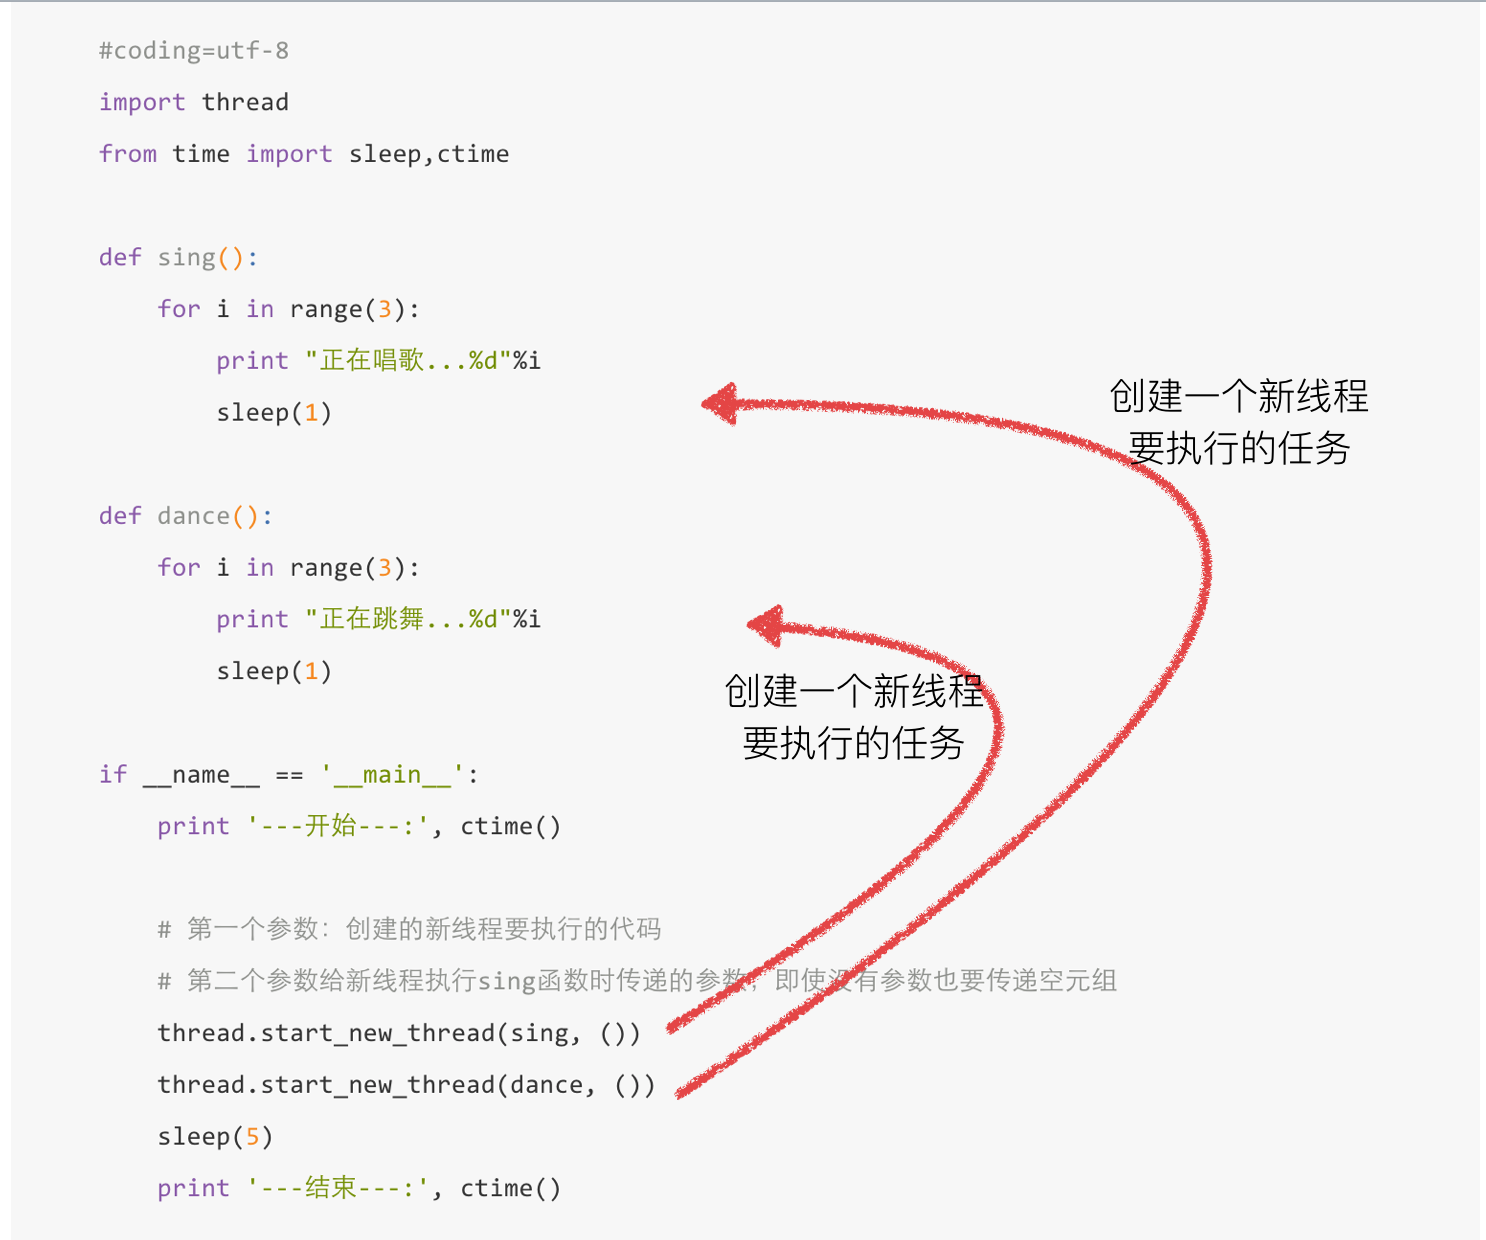 #coding=utf-8
import thread
from time import sleep,ctime
def sing():
    for i in range(3):
        print "正在唱歌...%d"%i
        sleep(1)
创建一个新线程
要执行的任务
def dance():
    for i in range(3):
        print "正在跳舞...%d"%i
        sleep(1)
创建一个新线程
要执行的任务
if __name__ == '__main__':
    print '---开始---:', ctime()
    # 第一个参数：创建的新线程要执行的代码
    # 第二个参数给新线程执行sing函数时传递的参数，即使没有参数也要传递空元组
    thread.start_new_thread(sing, ())
    thread.start_new_thread(dance, ())
    sleep(5)
    print '---结束---:', ctime()